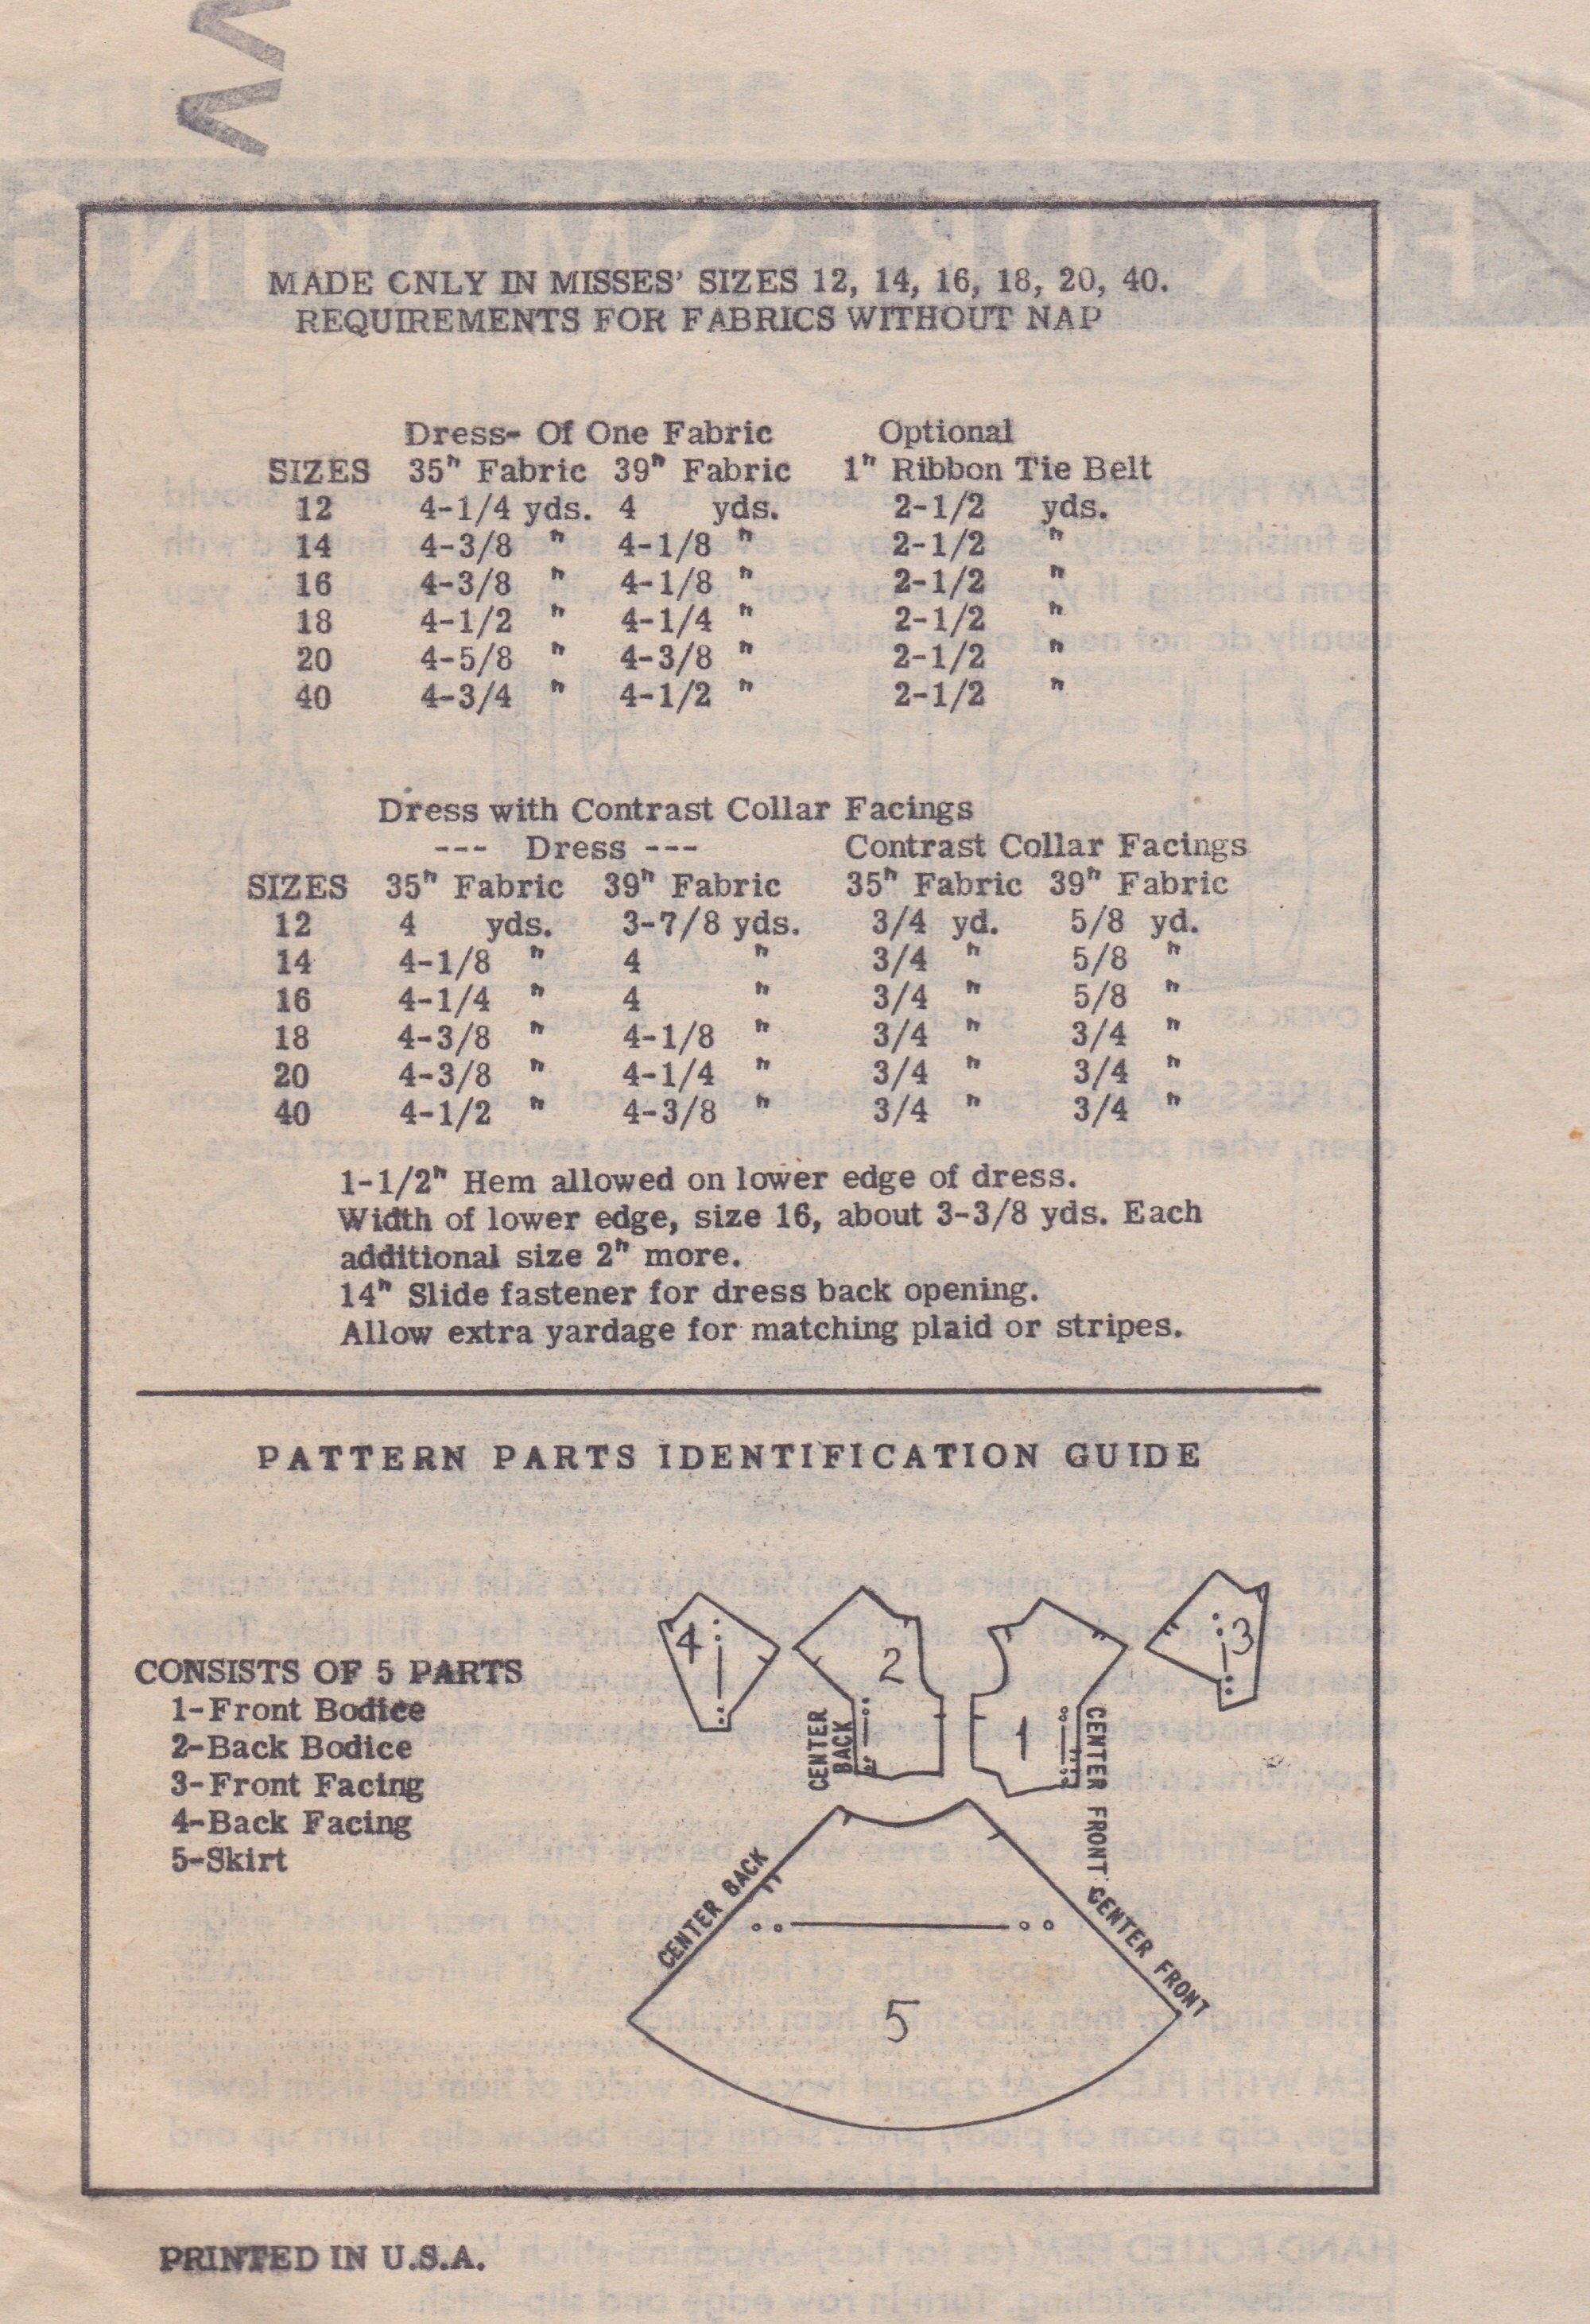 MADE ONLY IN MISSES' SIZES 12, 14, 16, 18, 20, 40.
REQUIREMENTS FOR FABRICS WITHOUT NAP
Dress- Of One Fabric Optional
SIZES 35" Fabric 39" Fabric 1" Ribbon Tie Belt
12 4-1/4 yds. 4 yds. 2-1/2 yds.
14 4-3/8 " 4-1/8 " 2-1/2 "
16 4-3/8 " 4-1/8 " 2-1/2 "
18 4-1/2 " 4-1/4 " 2-1/2 "
20 4-5/8 " 4-3/8 " 2-1/2 "
40 4-3/4 " 4-1/2 " 2-1/2 "
Dress with Contrast Collar Facings
--- Dress --- Contrast Collar Facings
SIZES 35" Fabric 39" Fabric 35" Fabric 39" Fabric
12 4 yds. 3-7/8 yds. 3/4 yd. 5/8 yd.
14 4-1/8 " 4 " 3/4 " 5/8 "
16 4-1/4 " 4 " 3/4 " 5/8 "
18 4-3/8 " 4-1/8 " 3/4 " 3/4 "
20 4-3/8 " 4-1/4 " 3/4 " 3/4 "
40 4-1/2 " 4-3/8 " 3/4 " 3/4 "
1-1/2" Hem allowed on lower edge of dress.
Width of lower edge, size 16, about 3-3/8 yds. Each
additional size 2" more.
14" Slide fastener for dress back opening.
Allow extra yardage for matching plaid or stripes.
PATTERN PARTS IDENTIFICATION GUIDE
CONSISTS OF 5 PARTS
1-Front Bodice
2-Back Bodice
3-Front Facing
4-Back Facing
5-Skirt
4
2
CENTER
BACK
1
CENTER FRONT
3
CENTER BACK
CENTER FRONT
5
PRINTED IN U.S.A.